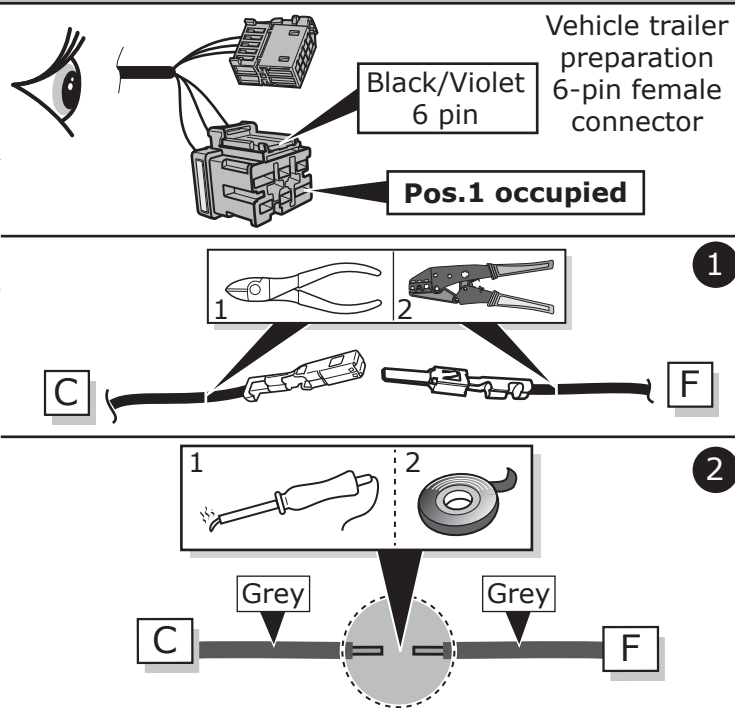 Vehicle trailer
preparation
6-pin female
connector
Black/Violet
6 pin
Pos.1 occupied
1
1
2
C
F
2
1
2
Grey
Grey
C
F